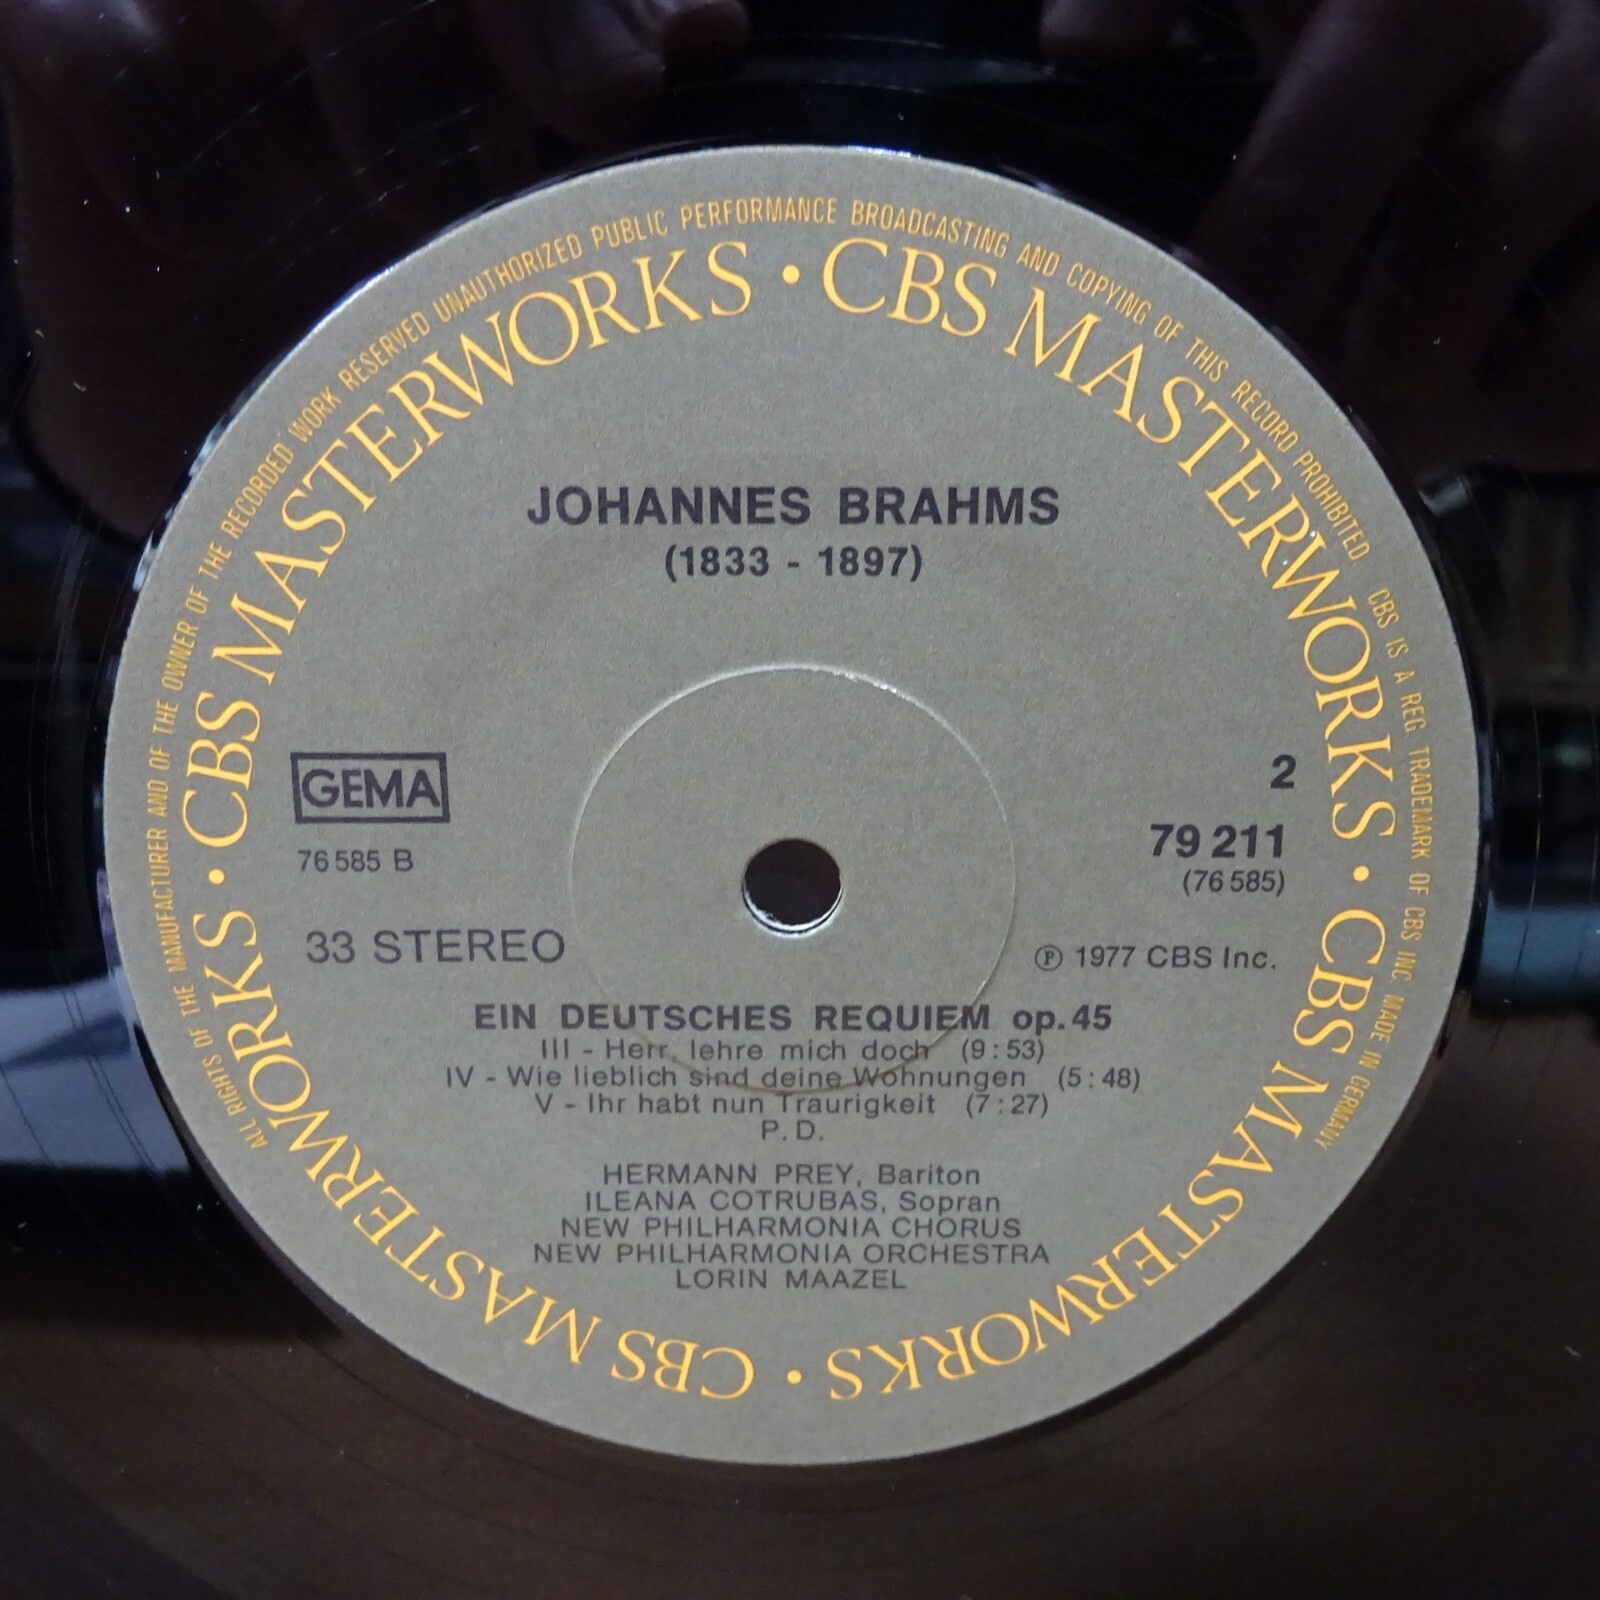 ALL RIGHTS OF THE MANUFACTURER AND OF THE OWNER OF THE RECORDED WORK RESERVED UNAUTHORIZED PUBLIC PERFORMANCE BROADCASTING AND COPYING OF THIS RECORD PROHIBITED CBS IS A REG. TRADEMARK OF CBS INC. MADE IN GERMANY
CBS MASTERWORKS · CBS MASTERWORKS · CBS MASTERWORKS · CBS MASTERWORKS ·
JOHANNES BRAHMS
(1833 - 1897)
GEMA
76 585 B
33 STEREO
2
79 211
(76 585)
℗ 1977 CBS Inc.
EIN DEUTSCHES REQUIEM op. 45
III - Herr, lehre mich doch (9 : 53)
IV - Wie lieblich sind deine Wohnungen (5 : 48)
V - Ihr habt nun Traurigkeit (7 : 27)
P. D.
HERMANN PREY, Bariton
ILEANA COTRUBAS, Sopran
NEW PHILHARMONIA CHORUS
NEW PHILHARMONIA ORCHESTRA
LORIN MAAZEL